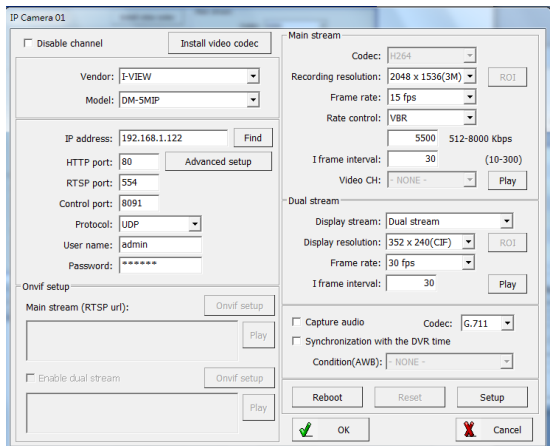 IP Camera 01
Disable channel
Install video codec
Vendor: I-VIEW
Model: DM-5MIP
IP address: 192.168.1.122 Find
HTTP port: 80 Advanced setup
RTSP port: 554
Control port: 8091
Protocol: UDP
User name: admin
Password: ******
Onvif setup
Main stream (RTSP url): Onvif setup
Play
Enable dual stream Onvif setup
Play
Main stream
Codec: H264
Recording resolution: 2048 x 1536(3M) ROI
Frame rate: 15 fps
Rate control: VBR
5500 512-8000 Kbps
I frame interval: 30 (10-300)
Video CH: - NONE - Play
Dual stream
Display stream: Dual stream
Display resolution: 352 x 240(CIF) ROI
Frame rate: 30 fps
I frame interval: 30 Play
Capture audio Codec: G.711
Synchronization with the DVR time
Condition(AWB): - NONE -
Reboot Reset Setup
OK Cancel